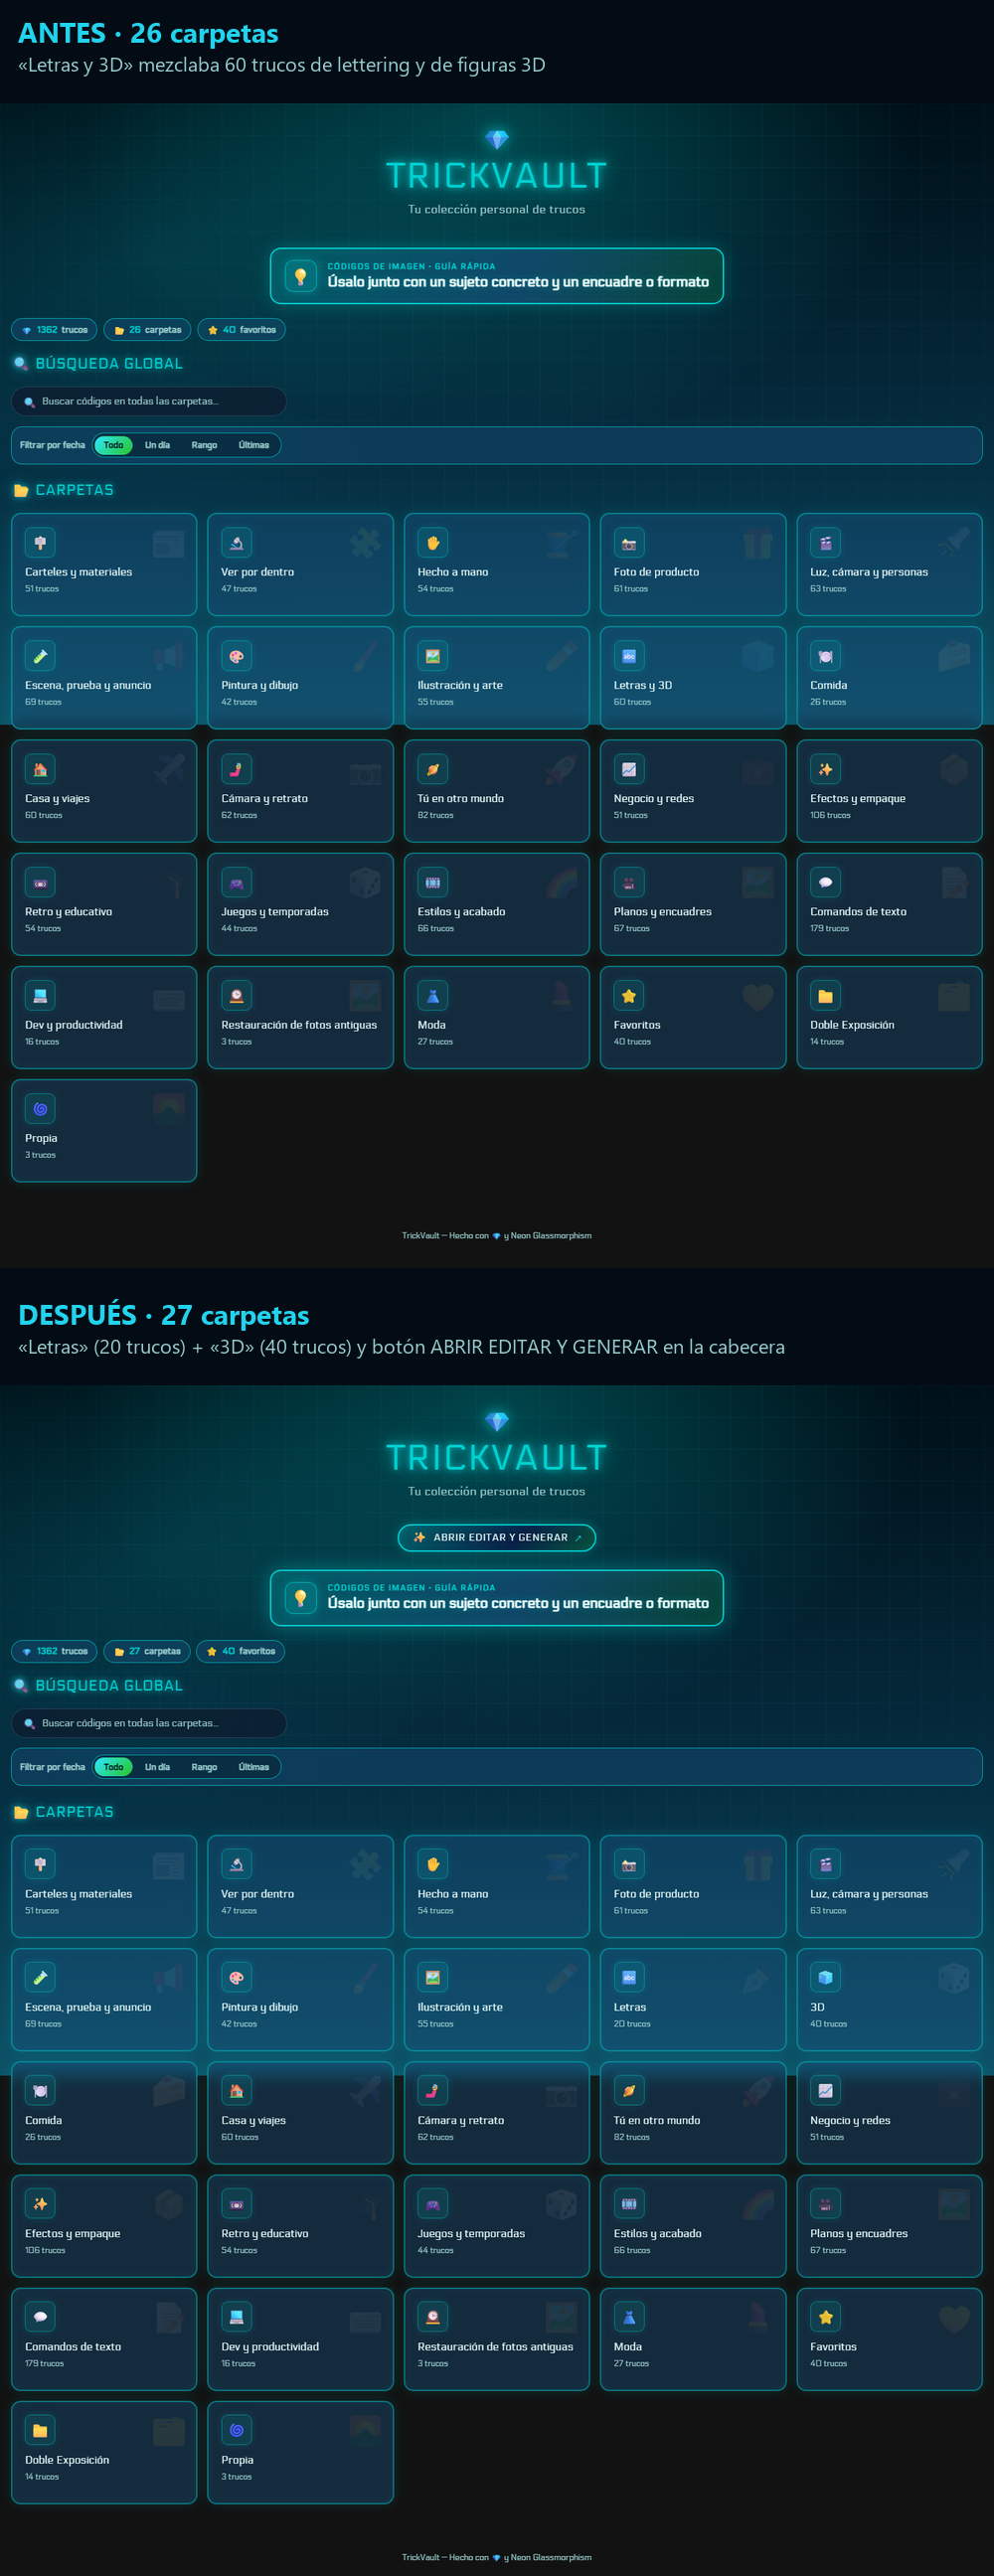 ANTES · 26 carpetas
«Letras y 3D» mezclaba 60 trucos de lettering y de figuras 3D
TRICKVAULT
Tu colección personal de trucos
CÓDIGOS DE IMAGEN · GUÍA RÁPIDA
Úsalo junto con un sujeto concreto y un encuadre o formato
1362 trucos 26 carpetas 40 favoritos
BÚSQUEDA GLOBAL
Buscar códigos en todas las carpetas...
Filtrar por fecha Todo Un día Rango Últimas
CARPETAS
Carteles y materiales
51 trucos
Ver por dentro
47 trucos
Hecho a mano
54 trucos
Foto de producto
61 trucos
Luz, cámara y personas
63 trucos
Escena, prueba y anuncio
69 trucos
Pintura y dibujo
42 trucos
Ilustración y arte
55 trucos
abc
Letras y 3D
60 trucos
Comida
26 trucos
Casa y viajes
60 trucos
Cámara y retrato
62 trucos
Tú en otro mundo
82 trucos
Negocio y redes
51 trucos
Efectos y empaque
106 trucos
Retro y educativo
54 trucos
Juegos y temporadas
44 trucos
Estilos y acabado
66 trucos
Planos y encuadres
67 trucos
Comandos de texto
179 trucos
Dev y productividad
16 trucos
Restauración de fotos antiguas
3 trucos
Moda
27 trucos
Favoritos
40 trucos
Doble Exposición
14 trucos
Propia
3 trucos
TrickVault — Hecho con 💎 y Neon Glassmorphism
DESPUÉS · 27 carpetas
«Letras» (20 trucos) + «3D» (40 trucos) y botón ABRIR EDITAR Y GENERAR en la cabecera
TRICKVAULT
Tu colección personal de trucos
ABRIR EDITAR Y GENERAR ↗
CÓDIGOS DE IMAGEN · GUÍA RÁPIDA
Úsalo junto con un sujeto concreto y un encuadre o formato
1362 trucos 27 carpetas 40 favoritos
BÚSQUEDA GLOBAL
Buscar códigos en todas las carpetas...
Filtrar por fecha Todo Un día Rango Últimas
CARPETAS
Carteles y materiales
51 trucos
Ver por dentro
47 trucos
Hecho a mano
54 trucos
Foto de producto
61 trucos
Luz, cámara y personas
63 trucos
Escena, prueba y anuncio
69 trucos
Pintura y dibujo
42 trucos
Ilustración y arte
55 trucos
abc
Letras
20 trucos
3D
40 trucos
Comida
26 trucos
Casa y viajes
60 trucos
Cámara y retrato
62 trucos
Tú en otro mundo
82 trucos
Negocio y redes
51 trucos
Efectos y empaque
106 trucos
Retro y educativo
54 trucos
Juegos y temporadas
44 trucos
Estilos y acabado
66 trucos
Planos y encuadres
67 trucos
Comandos de texto
179 trucos
Dev y productividad
16 trucos
Restauración de fotos antiguas
3 trucos
Moda
27 trucos
Favoritos
40 trucos
Doble Exposición
14 trucos
Propia
3 trucos
TrickVault — Hecho con 💎 y Neon Glassmorphism